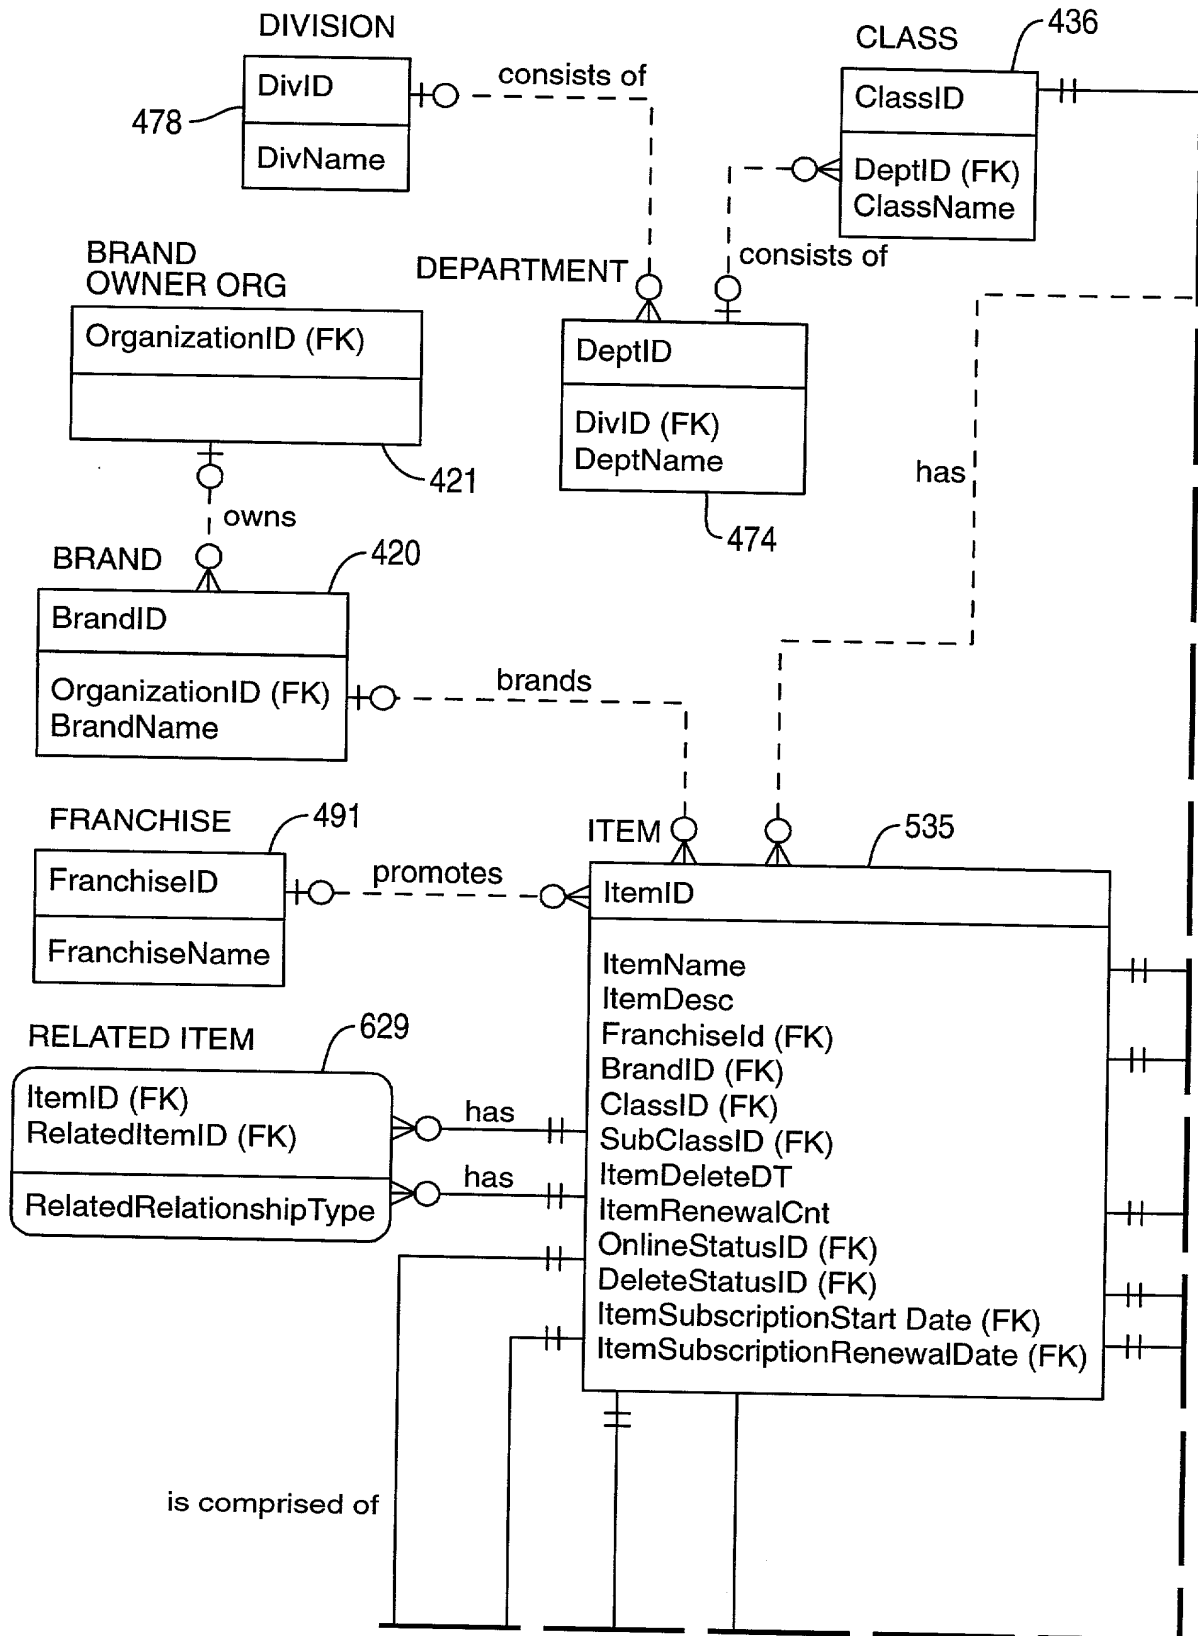 DIVISION
DivID
DivName
478
consists of
CLASS
436
ClassID
DeptID (FK)
ClassName
consists of
DEPARTMENT
DeptID
DivID (FK)
DeptName
474
BRAND
OWNER ORG
OrganizationID (FK)
421
owns
has
BRAND
420
BrandID
OrganizationID (FK)
BrandName
brands
FRANCHISE
491
FranchiseID
FranchiseName
promotes
ITEM
535
ItemID
ItemName
ItemDesc
FranchiseId (FK)
BrandID (FK)
ClassID (FK)
SubClassID (FK)
ItemDeleteDT
ItemRenewalCnt
OnlineStatusID (FK)
DeleteStatusID (FK)
ItemSubscriptionStart Date (FK)
ItemSubscriptionRenewalDate (FK)
RELATED ITEM
629
ItemID (FK)
RelatedItemID (FK)
RelatedRelationshipType
has
has
is comprised of